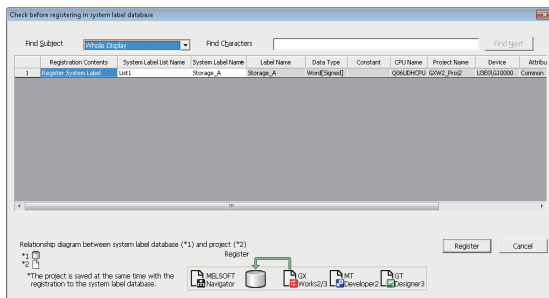 Check before registering in system label database
Find Subject Whole Display Find Characters Find Next
Registration Contents System Label List Name System Label Name Label Name Data Type Constant CPU Name Project Name Device Attribu
1 Register System Label List1 Storage_A Storage_A Word[Signed] Q06UDHCPU GXW2_Proj2 U3E0\G10000 Common
Relationship diagram between system label database (*1) and project (*2)
*1
*2
Register
Register Cancel
*The project is saved at the same time with the
registration to the system label database.
MELSOFT
Navigator
GX
Works2/3
MT
Developer2
GT
Designer3